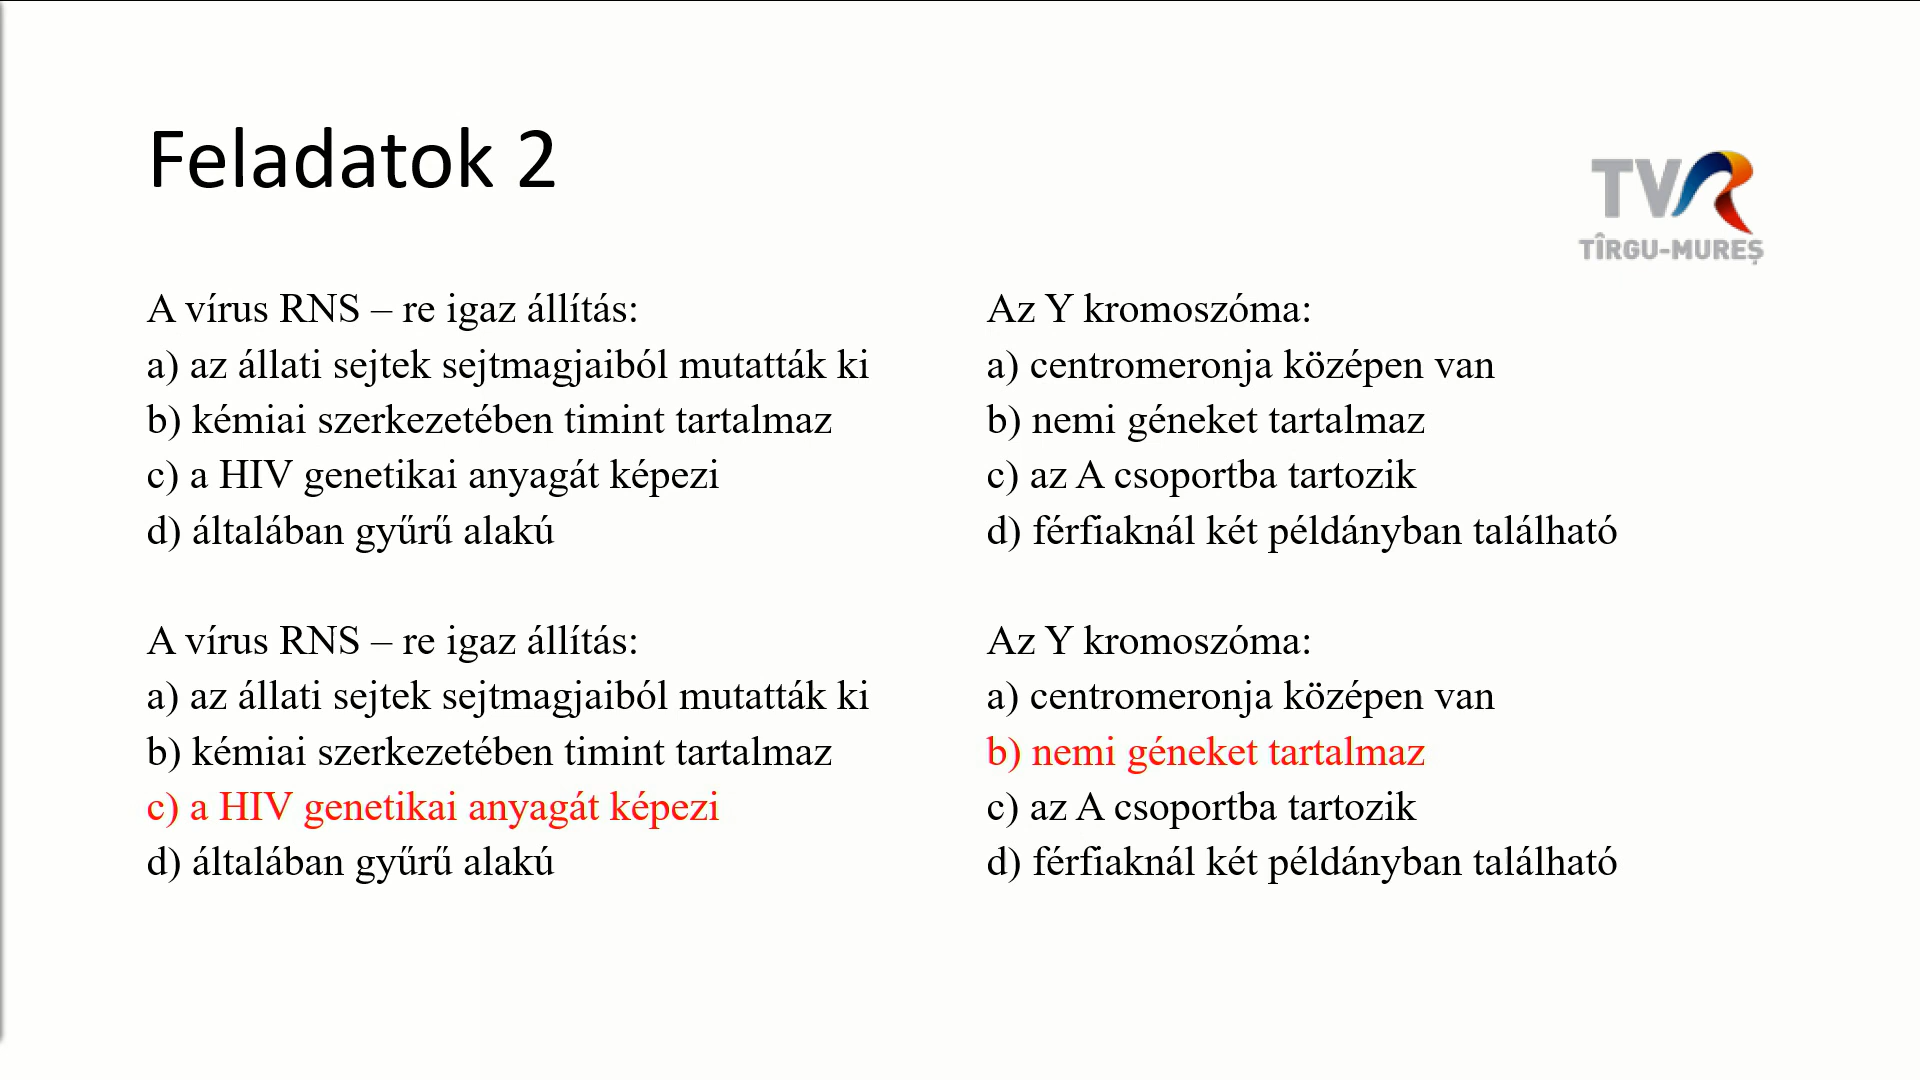 Feladatok 2
TVR
TÎRGU-MUREȘ
A vírus RNS – re igaz állítás:
a) az állati sejtek sejtmagjaiból mutatták ki
b) kémiai szerkezetében timint tartalmaz
c) a HIV genetikai anyagát képezi
d) általában gyűrű alakú
A vírus RNS – re igaz állítás:
a) az állati sejtek sejtmagjaiból mutatták ki
b) kémiai szerkezetében timint tartalmaz
c) a HIV genetikai anyagát képezi
d) általában gyűrű alakú
Az Y kromoszóma:
a) centromeronja középen van
b) nemi géneket tartalmaz
c) az A csoportba tartozik
d) férfiaknál két példányban található
Az Y kromoszóma:
a) centromeronja középen van
b) nemi géneket tartalmaz
c) az A csoportba tartozik
d) férfiaknál két példányban található